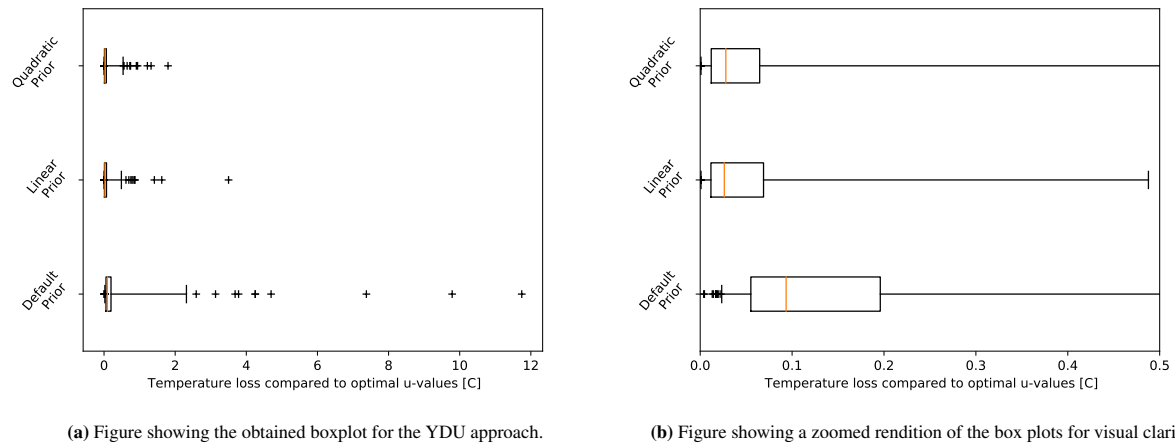 Quadratic
Prior
Linear
Prior
Default
Prior
0 2 4 6 8 10 12
Temperature loss compared to optimal u-values [C]
(a) Figure showing the obtained boxplot for the YDU approach.
Quadratic
Prior
Linear
Prior
Default
Prior
0.0 0.1 0.2 0.3 0.4 0.5
Temperature loss compared to optimal u-values [C]
(b) Figure showing a zoomed rendition of the box plots for visual clari